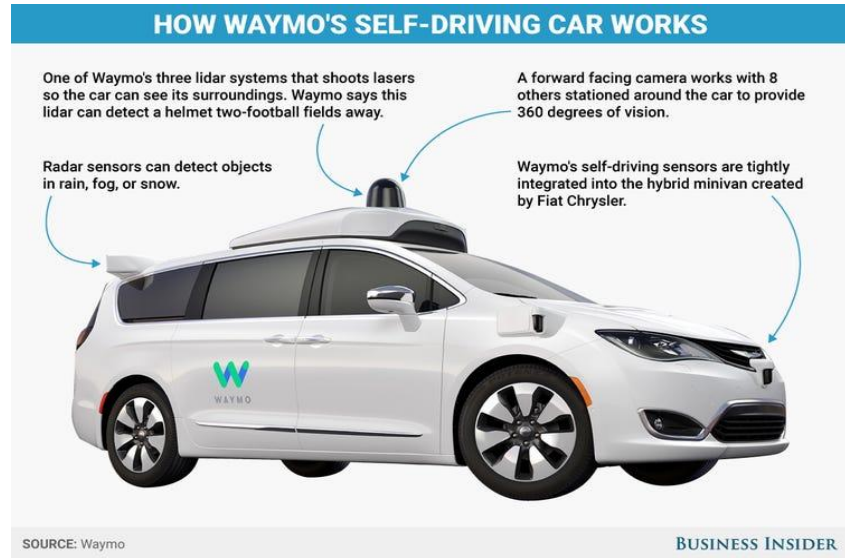 HOW WAYMO'S SELF-DRIVING CAR WORKS
One of Waymo's three lidar systems that shoots lasers
so the car can see its surroundings. Waymo says this
lidar can detect a helmet two-football fields away.
A forward facing camera works with 8
others stationed around the car to provide
360 degrees of vision.
Radar sensors can detect objects
in rain, fog, or snow.
Waymo's self-driving sensors are tightly
integrated into the hybrid minivan created
by Fiat Chrysler.
WAYMO
SOURCE: Waymo
BUSINESS INSIDER